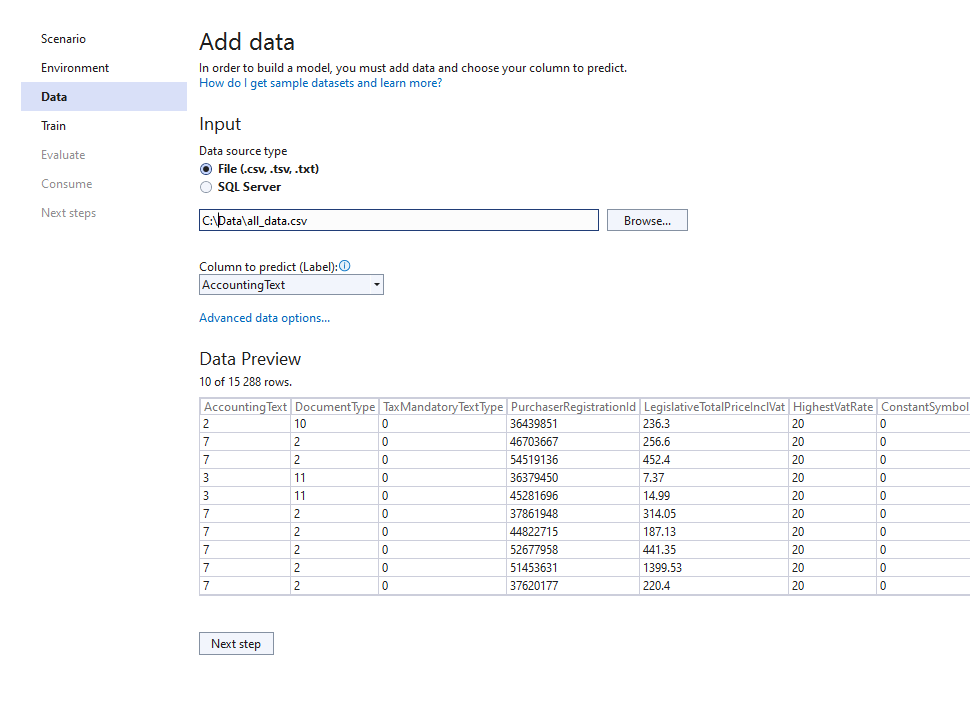 Scenario
Environment
Data
Train
Evaluate
Consume
Next steps
Add data
In order to build a model, you must add data and choose your column to predict.
How do I get sample datasets and learn more?
Input
Data source type
File (.csv, .tsv, .txt)
SQL Server
C:\Data\all_data.csv
Browse...
Column to predict (Label):
AccountingText
Advanced data options...
Data Preview
10 of 15 288 rows.
AccountingText DocumentType TaxMandatoryTextType PurchaserRegistrationId LegislativeTotalPriceInclVat HighestVatRate ConstantSymbol
2 10 0 36439851 236.3 20 0
7 2 0 46703667 256.6 20 0
7 2 0 54519136 452.4 20 0
3 11 0 36379450 7.37 20 0
3 11 0 45281696 14.99 20 0
7 2 0 37861948 314.05 20 0
7 2 0 44822715 187.13 20 0
7 2 0 52677958 441.35 20 0
7 2 0 51453631 1399.53 20 0
7 2 0 37620177 220.4 20 0
Next step